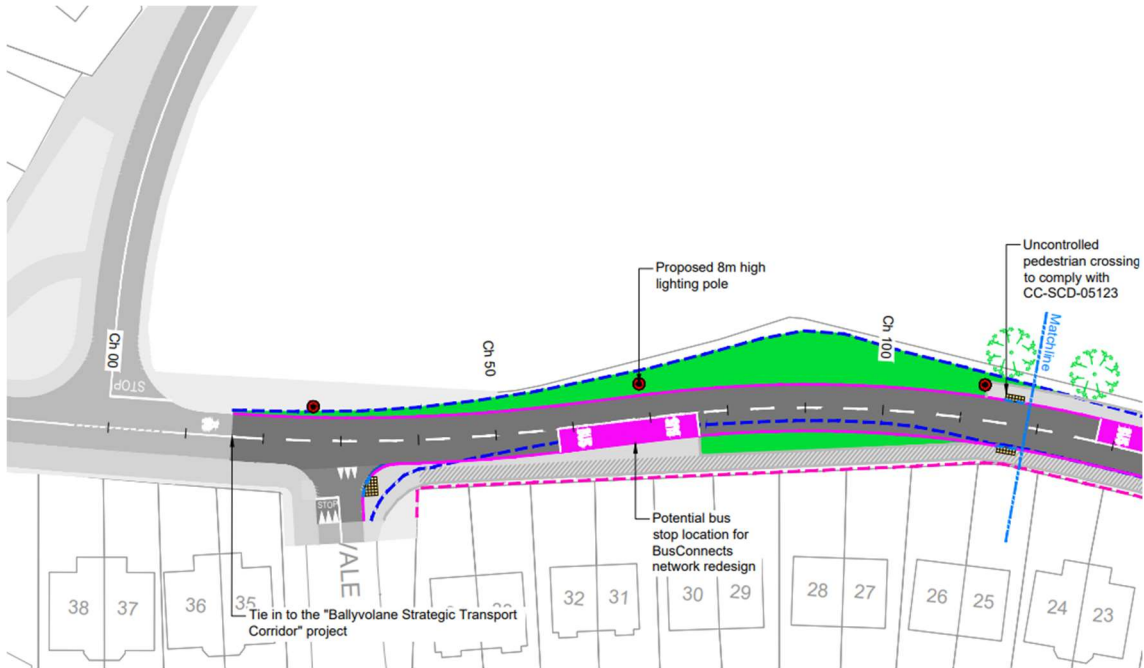 Uncontrolled
pedestrian crossing
to comply with
CC-SCD-05123
Proposed 8m high
lighting pole
Matchline
Ch 100
Ch 50
Ch 00
STOP
STOP
VALE
Potential bus
stop location for
BusConnects
network redesign
Tie in to the "Ballyvolane Strategic Transport
Corridor" project
38 37 36 35 32 31 30 29 28 27 26 25 24 23